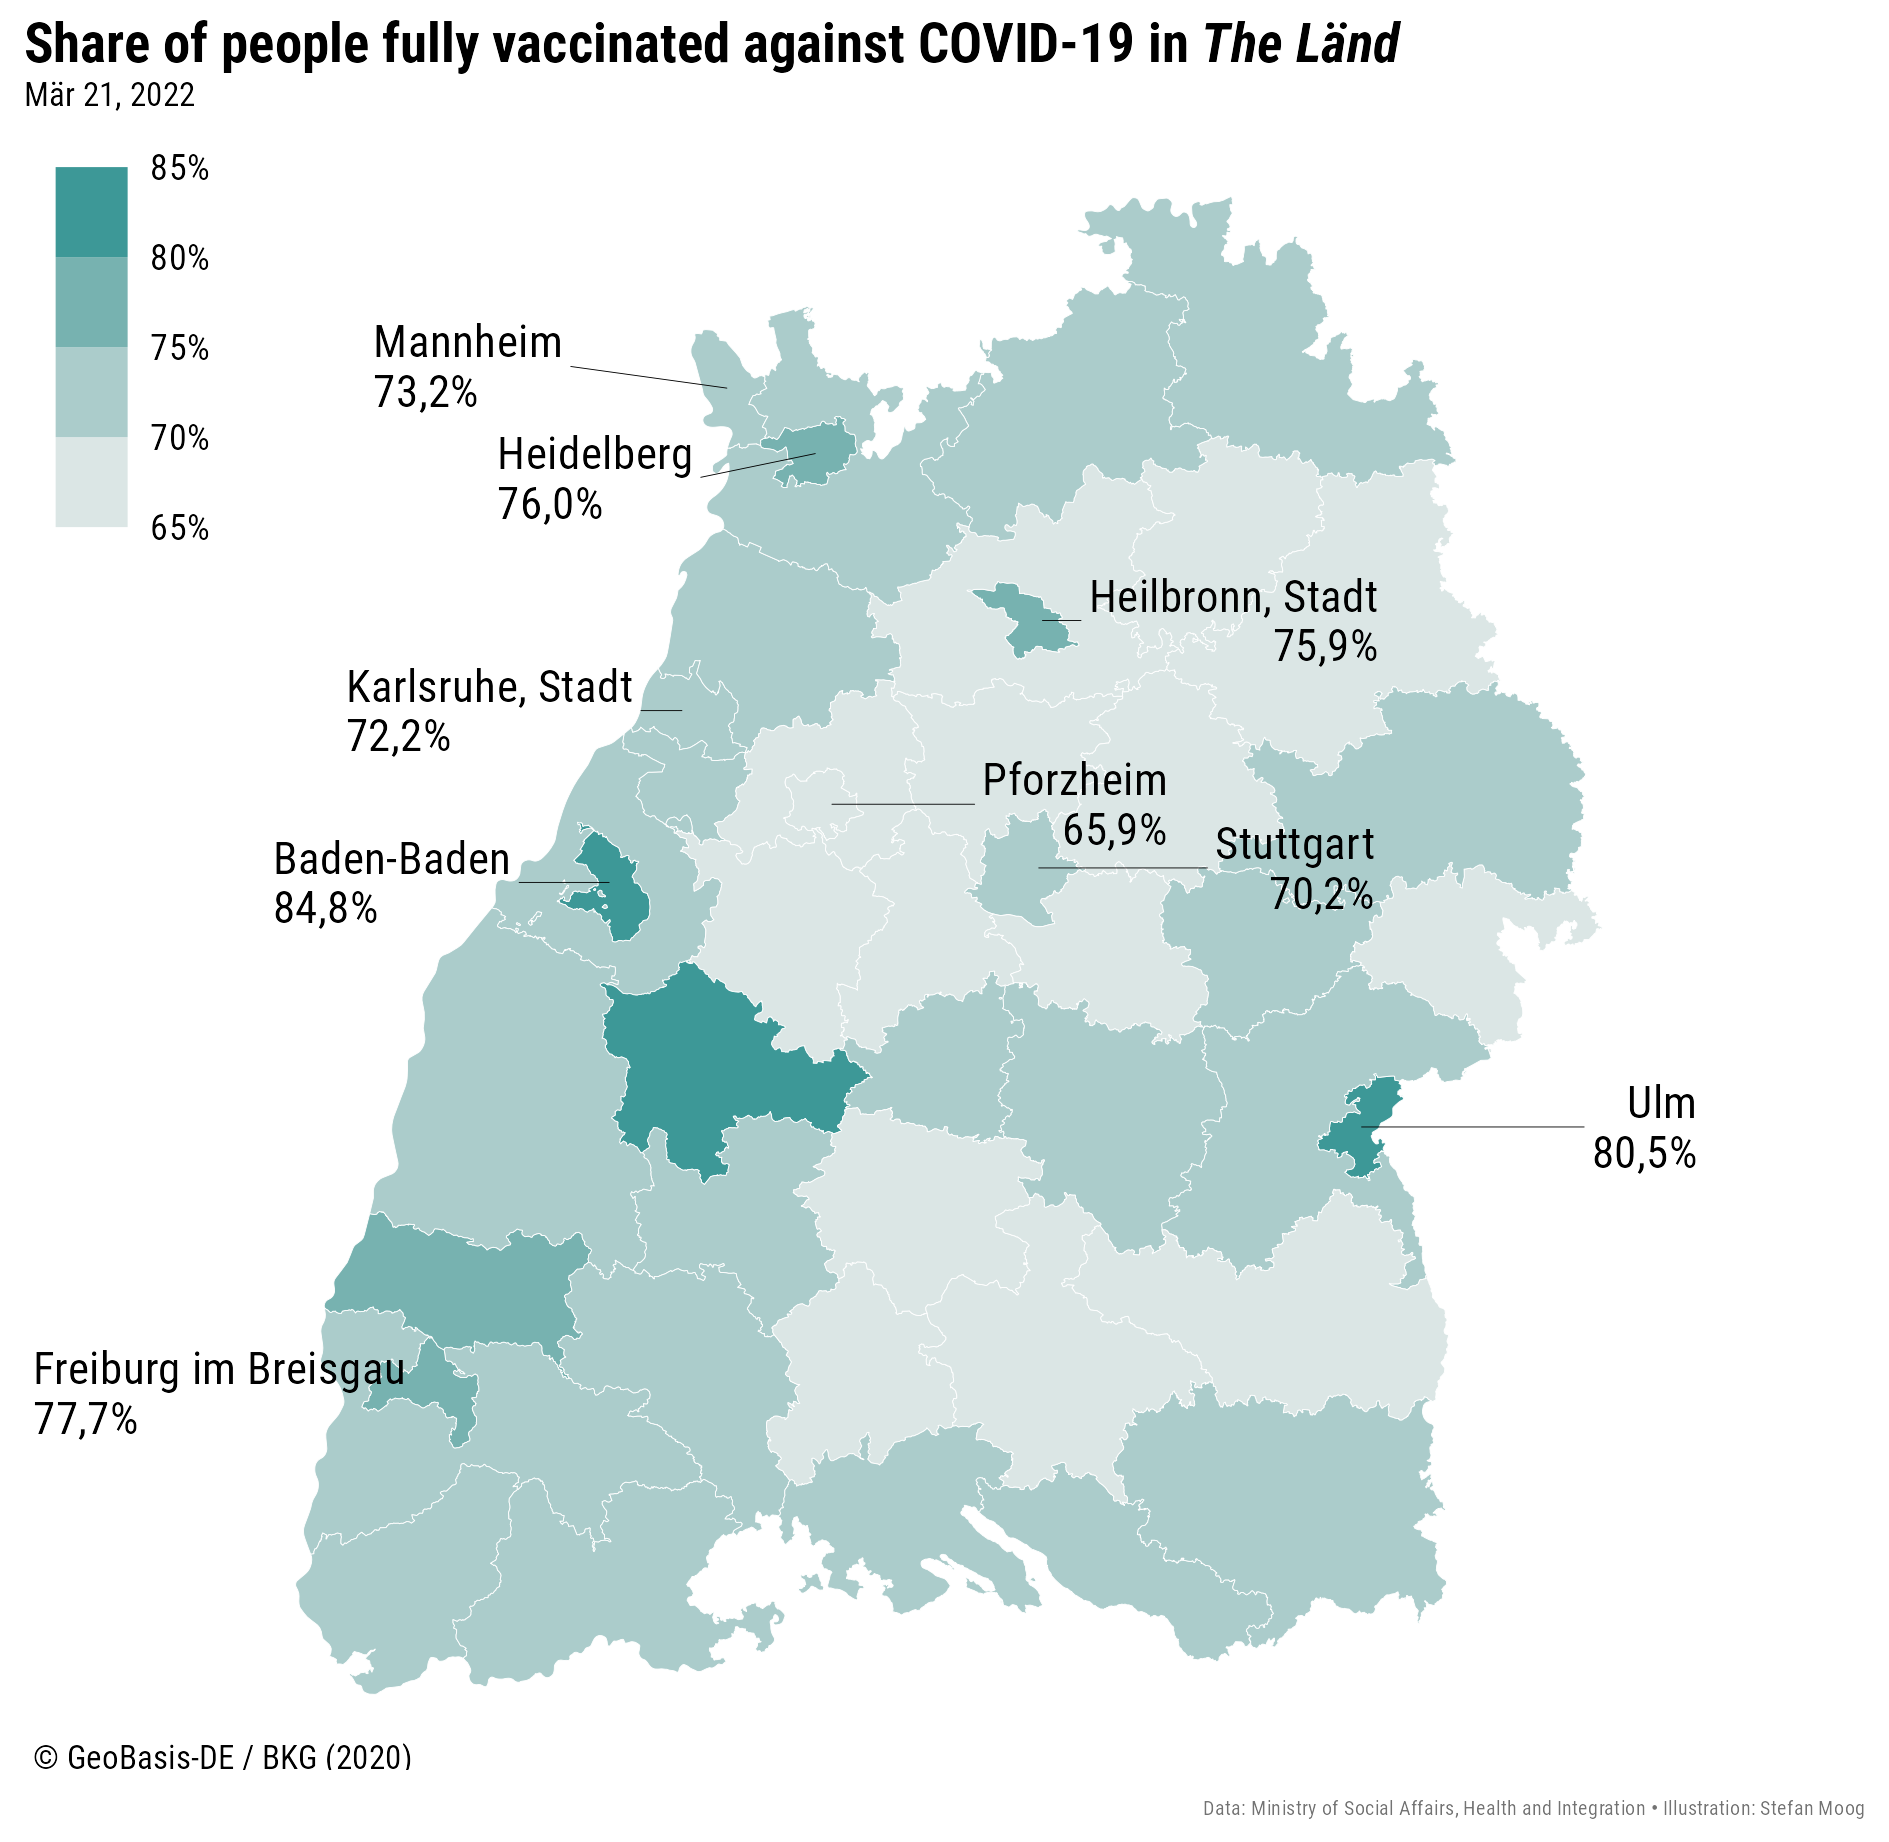 Share of people fully vaccinated against COVID-19 in The Länd
Mär 21, 2022
85%
80%
75%
70%
65%
Mannheim
73,2%
Heidelberg
76,0%
Heilbronn, Stadt
75,9%
Karlsruhe, Stadt
72,2%
Pforzheim
65,9%
Stuttgart
70,2%
Baden-Baden
84,8%
Ulm
80,5%
Freiburg im Breisgau
77,7%
© GeoBasis-DE / BKG (2020)
Data: Ministry of Social Affairs, Health and Integration • Illustration: Stefan Moog